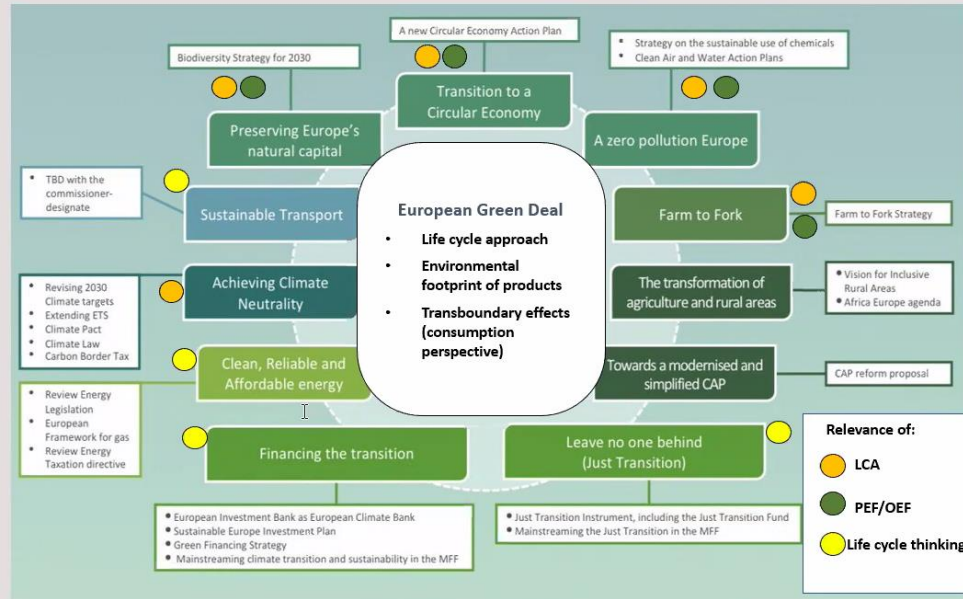 A new Circular Economy Action Plan
Biodiversity Strategy for 2030
• Strategy on the sustainable use of chemicals
• Clean Air and Water Action Plans
Transition to a
Circular Economy
Preserving Europe's
natural capital
A zero pollution Europe
• TBD with the
commissioner-
designate
Sustainable Transport
European Green Deal
• Life cycle approach
• Environmental
footprint of products
• Transboundary effects
(consumption
perspective)
Farm to Fork
Farm to Fork Strategy
• Revising 2030
Climate targets
• Extending ETS
• Climate Pact
• Climate Law
• Carbon Border Tax
Achieving Climate
Neutrality
The transformation of
agriculture and rural areas
• Vision for Inclusive
Rural Areas
• Africa Europe agenda
Clean, Reliable and
Affordable energy
Towards a modernised and
simplified CAP
CAP reform proposal
• Review Energy
Legislation
• European
Framework for gas
• Review Energy
Taxation directive
Financing the transition
Leave no one behind
(Just Transition)
• European Investment Bank as European Climate Bank
• Sustainable Europe Investment Plan
• Green Financing Strategy
• Mainstreaming climate transition and sustainability in the MFF
• Just Transition Instrument, including the Just Transition Fund
• Mainstreaming the Just Transition in the MFF
Relevance of:
LCA
PEF/OEF
Life cycle thinking